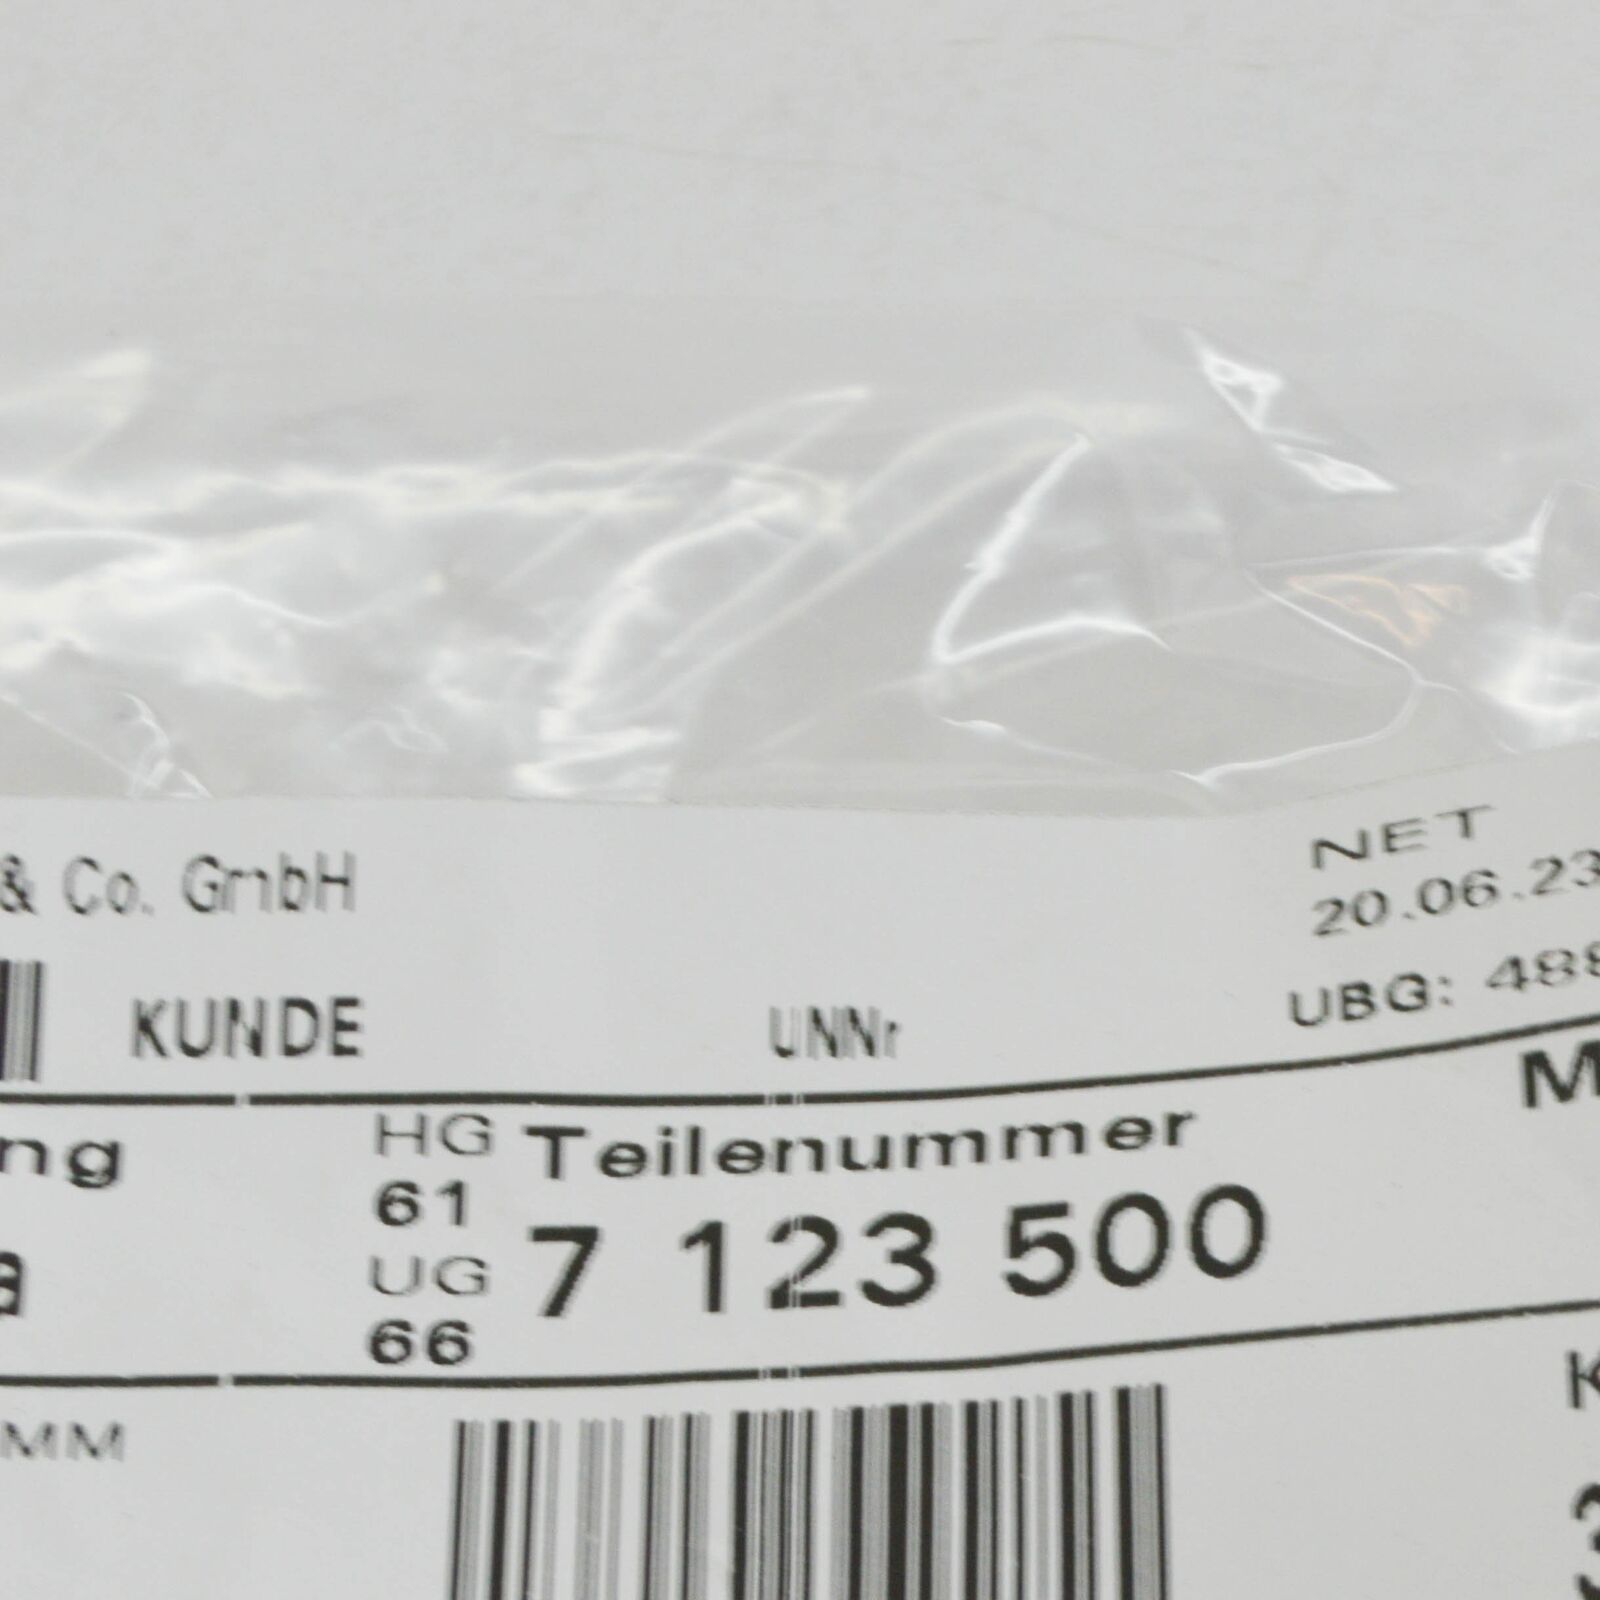 & Co. GmbH
NET
20.06.23
KUNDE
UNNr
UBG: 488
ng
HG
Teilenummer
M
61
7 123 500
UG
66
a
MM
K